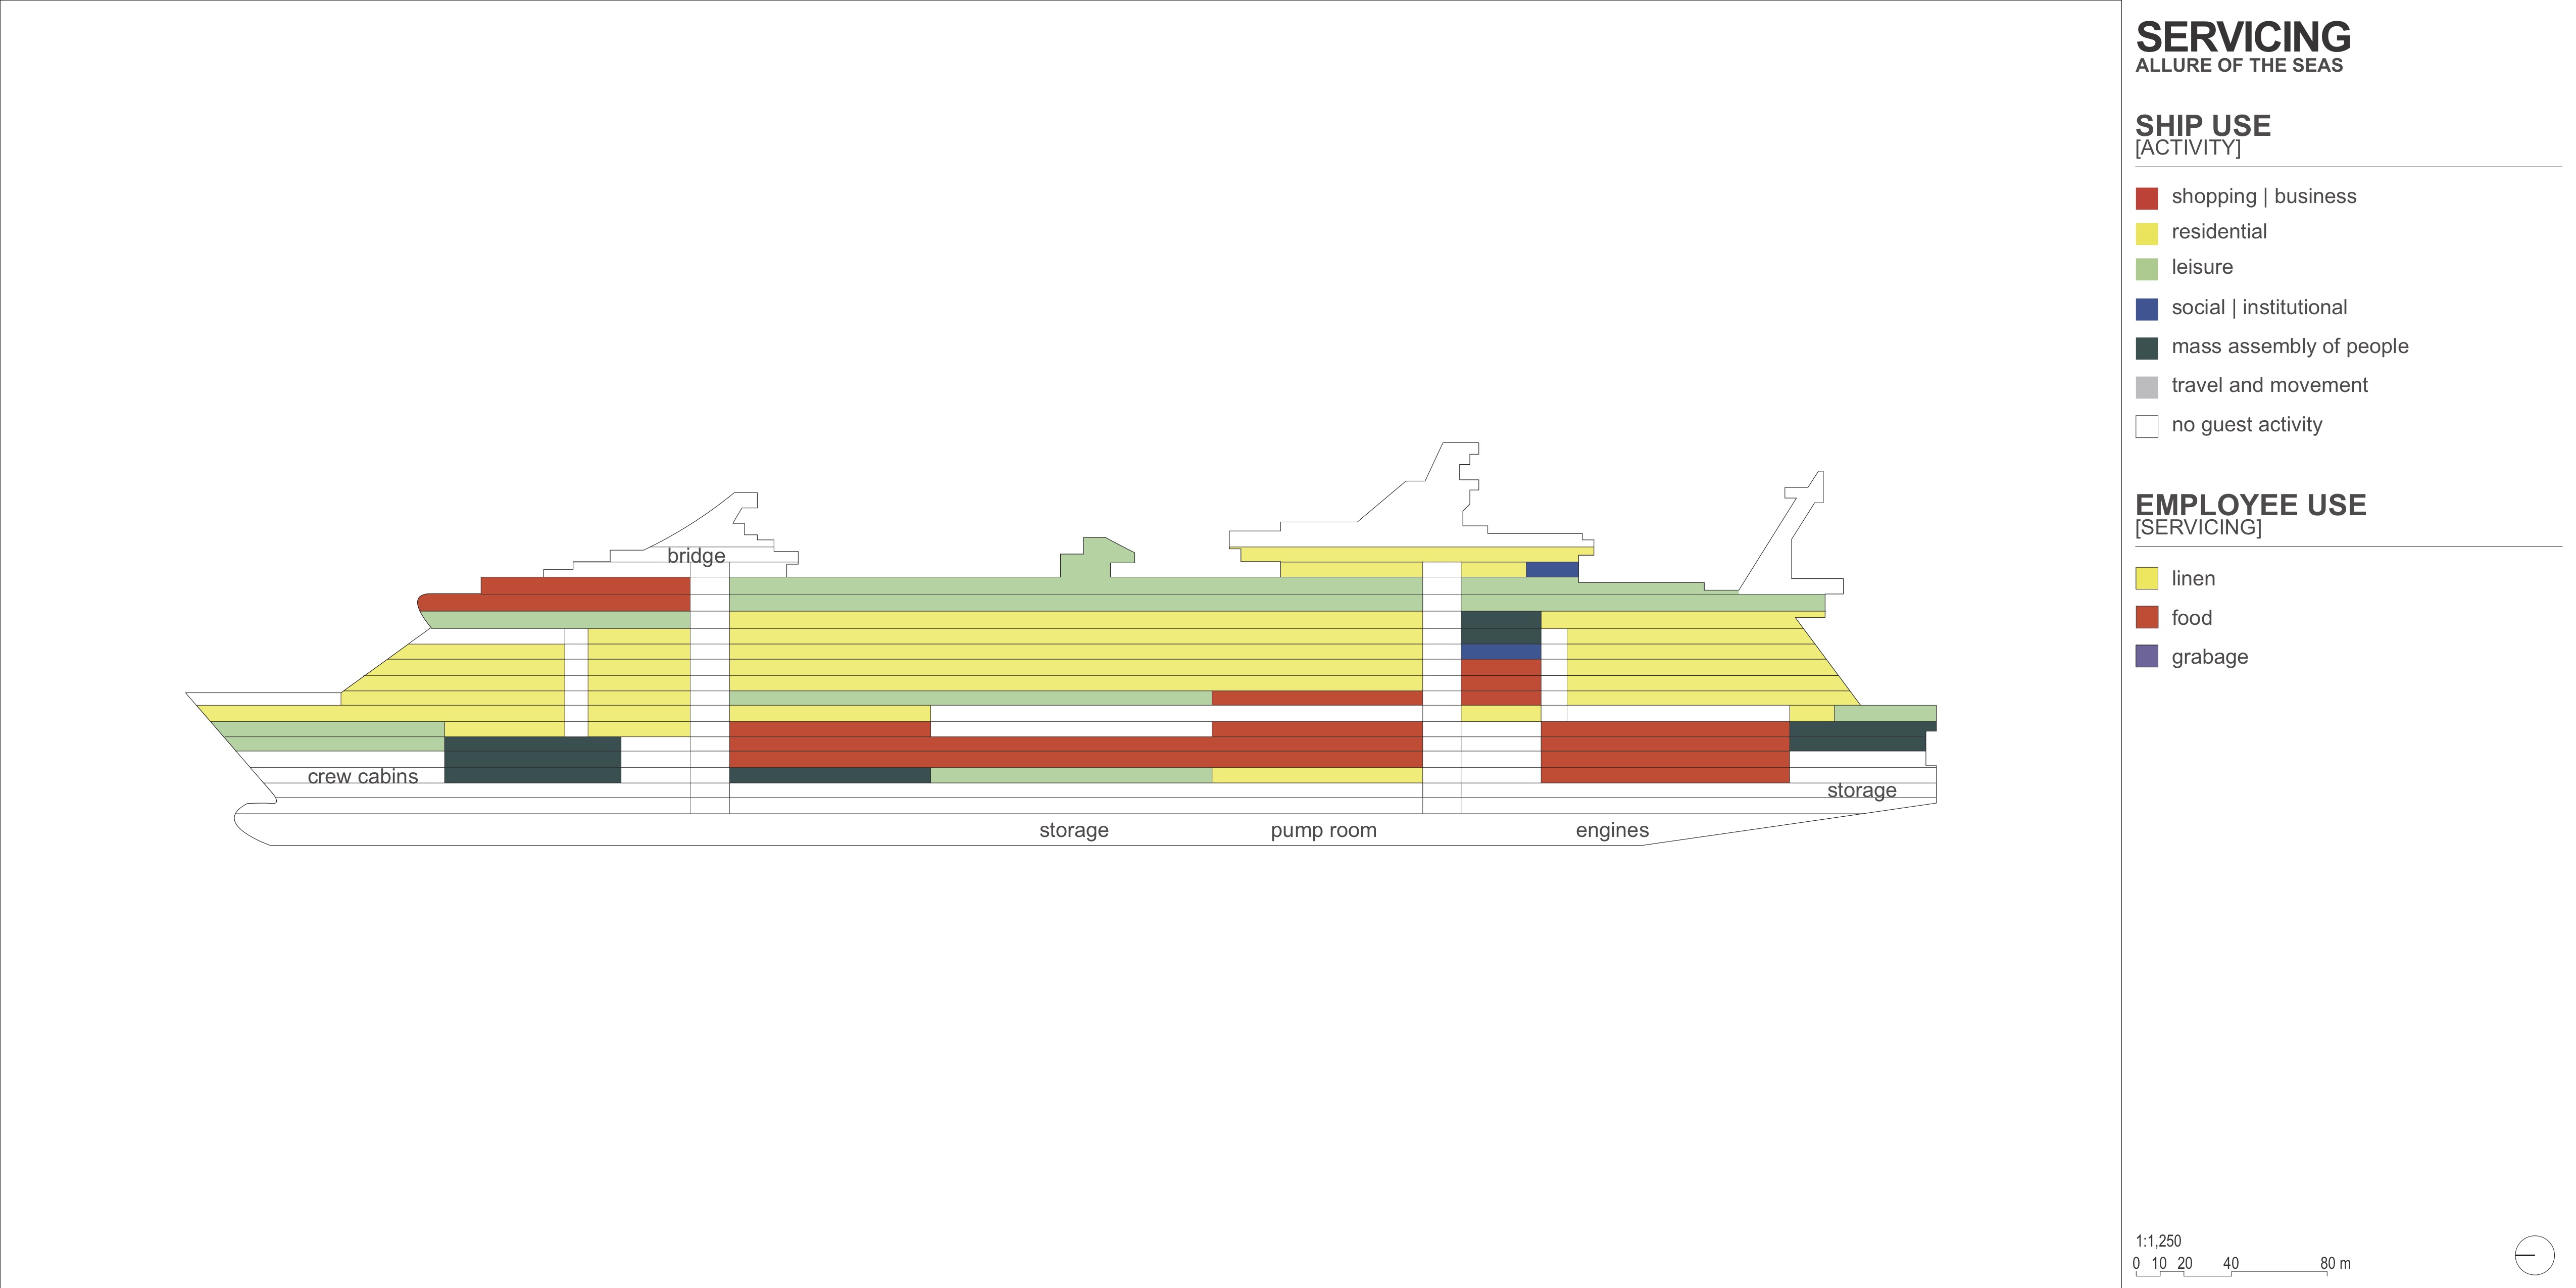 SERVICING
ALLURE OF THE SEAS
SHIP USE
[ACTIVITY]
shopping | business
residential
leisure
social | institutional
mass assembly of people
travel and movement
no guest activity
EMPLOYEE USE
[SERVICING]
linen
food
grabage
bridge
crew cabins
storage
storage
pump room
engines
1:1,250
0 10 20 40 80 m